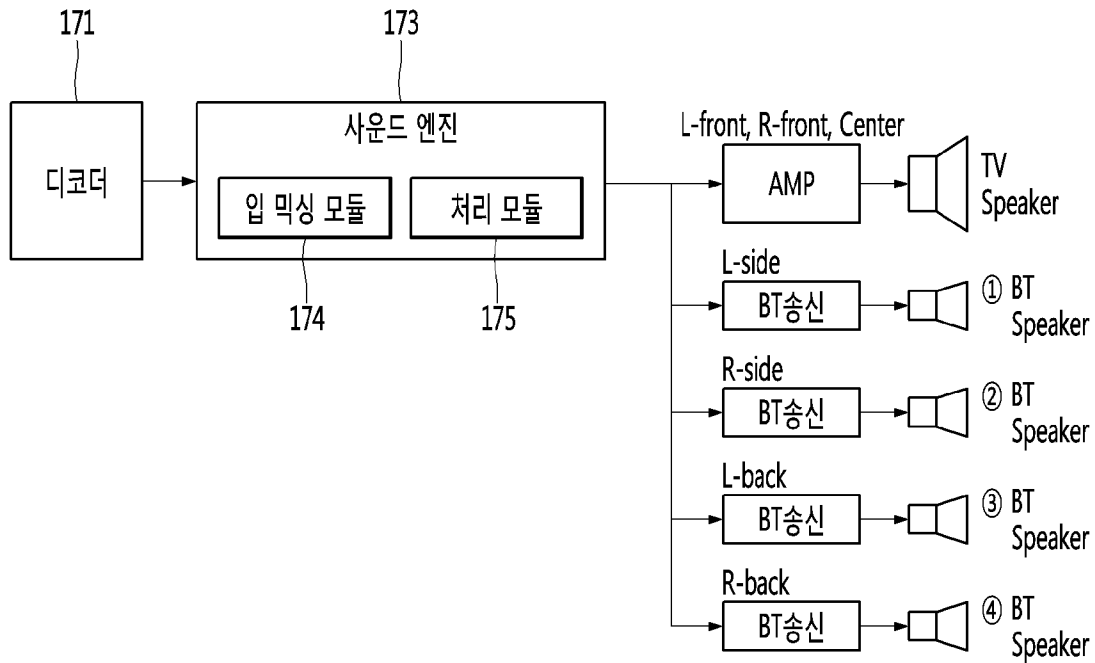 171
173
디코더
사운드 엔진
입 믹싱 모듈
처리 모듈
174
175
L-front, R-front, Center
AMP
TV
Speaker
L-side
BT송신
① BT
Speaker
R-side
BT송신
② BT
Speaker
L-back
BT송신
③ BT
Speaker
R-back
BT송신
④ BT
Speaker